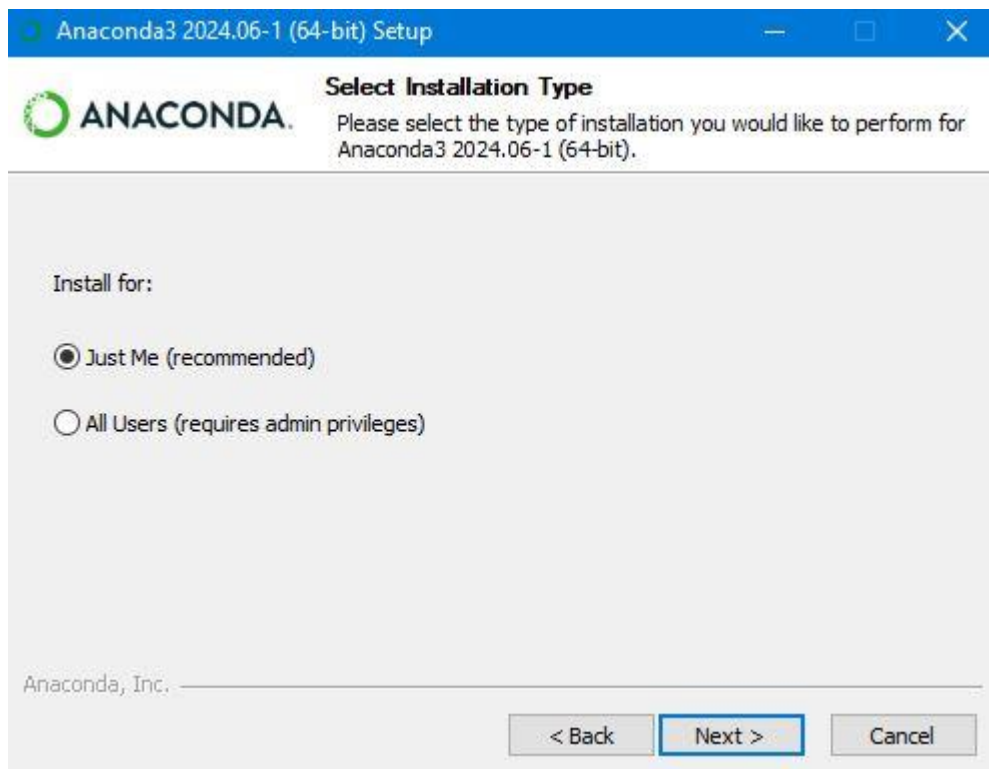 Anaconda3 2024.06-1 (64-bit) Setup
ANACONDA.
Select Installation Type
Please select the type of installation you would like to perform for
Anaconda3 2024.06-1 (64-bit).
Install for:
Just Me (recommended)
All Users (requires admin privileges)
Anaconda, Inc.
< Back
Next >
Cancel